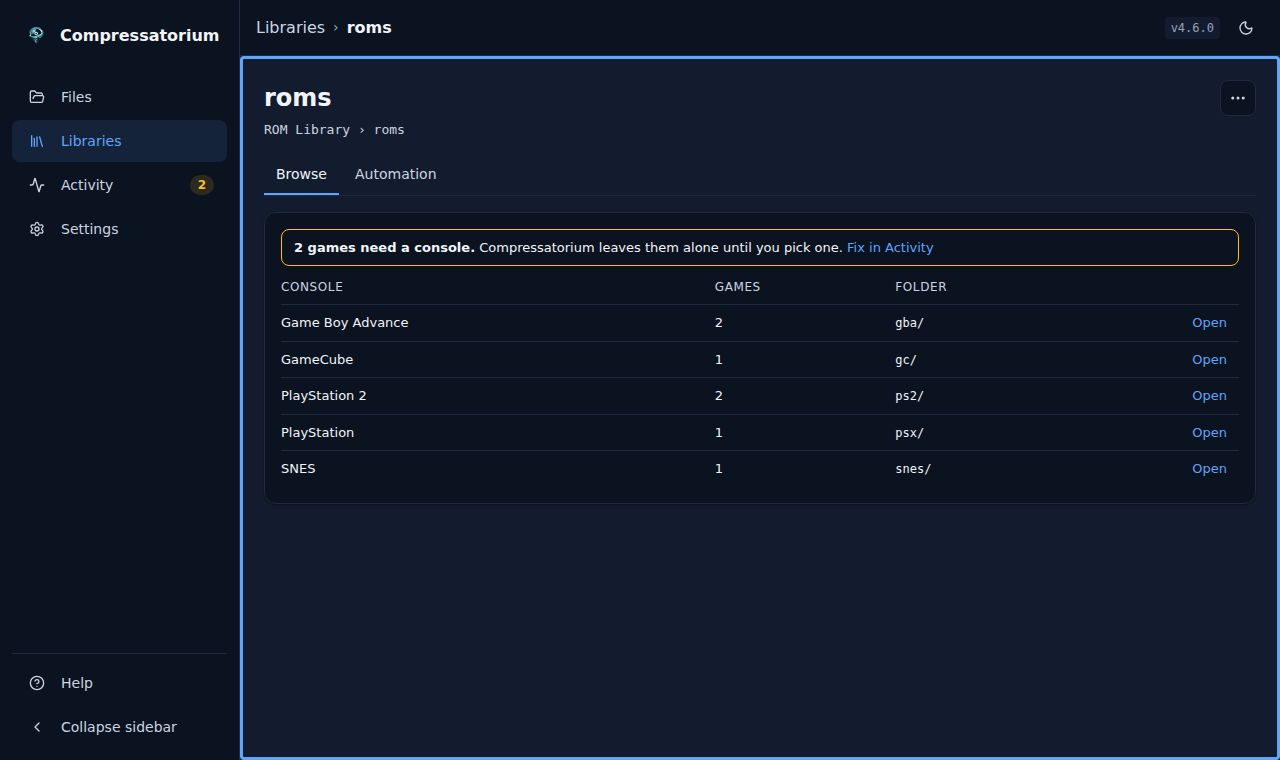 Compressatorium
Files
Libraries
Activity 2
Settings
Help
Collapse sidebar
Libraries › roms
v4.6.0
roms
ROM Library › roms
Browse Automation
2 games need a console. Compressatorium leaves them alone until you pick one. Fix in Activity
CONSOLE GAMES FOLDER
Game Boy Advance 2 gba/ Open
GameCube 1 gc/ Open
PlayStation 2 2 ps2/ Open
PlayStation 1 psx/ Open
SNES 1 snes/ Open